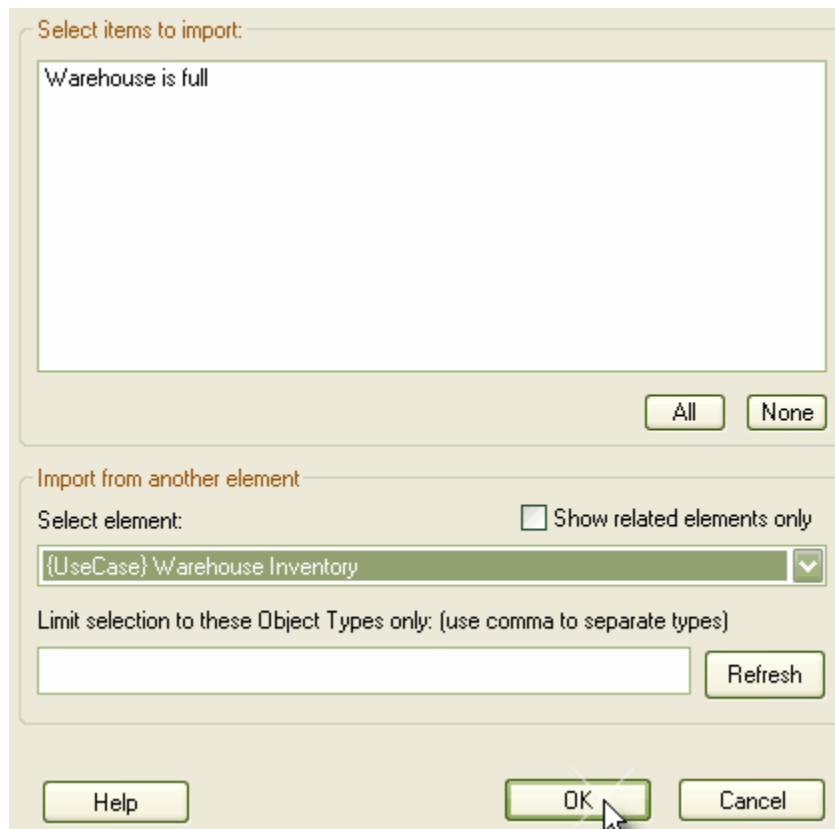 Select items to import:
Warehouse is full
All None
Import from another element
Select element: Show related elements only
{UseCase} Warehouse Inventory
Limit selection to these Object Types only: (use comma to separate types)
Refresh
Help OK Cancel